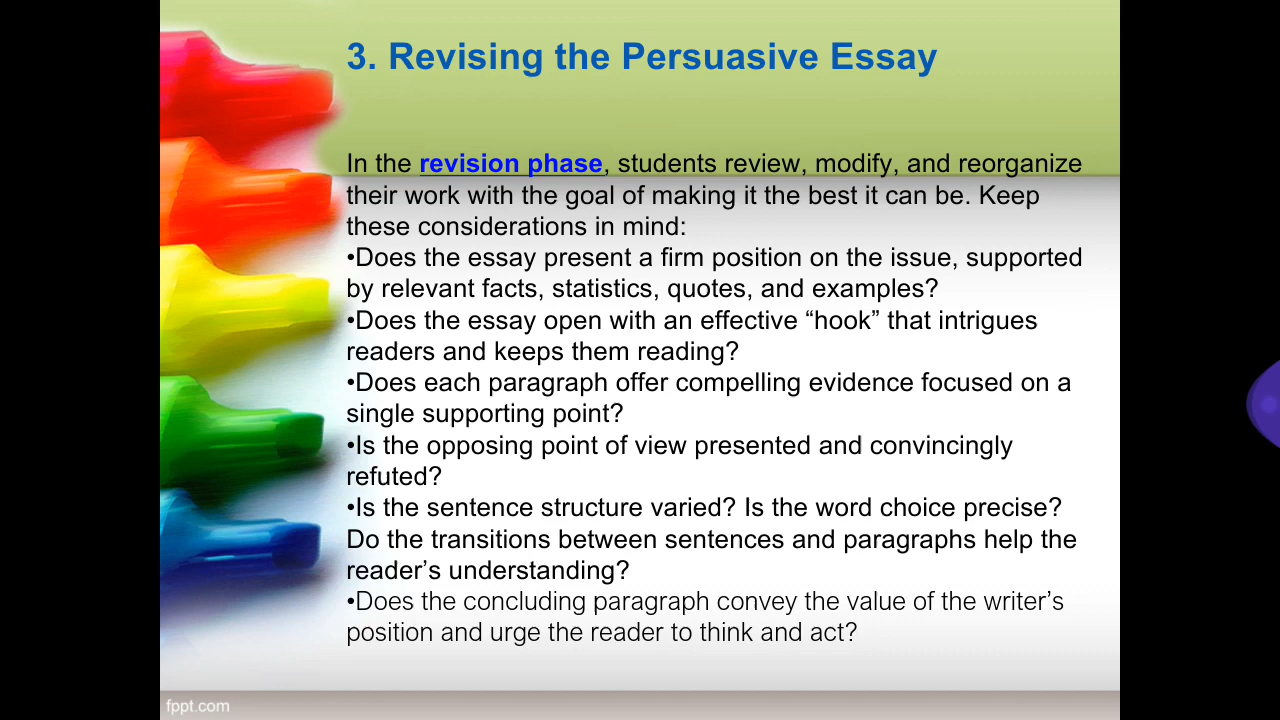 3. Revising the Persuasive Essay
In the revision phase, students review, modify, and reorganize
their work with the goal of making it the best it can be. Keep
these considerations in mind:
•Does the essay present a firm position on the issue, supported
by relevant facts, statistics, quotes, and examples?
•Does the essay open with an effective “hook” that intrigues
readers and keeps them reading?
•Does each paragraph offer compelling evidence focused on a
single supporting point?
•Is the opposing point of view presented and convincingly
refuted?
•Is the sentence structure varied? Is the word choice precise?
Do the transitions between sentences and paragraphs help the
reader’s understanding?
•Does the concluding paragraph convey the value of the writer’s
position and urge the reader to think and act?
fppt.com